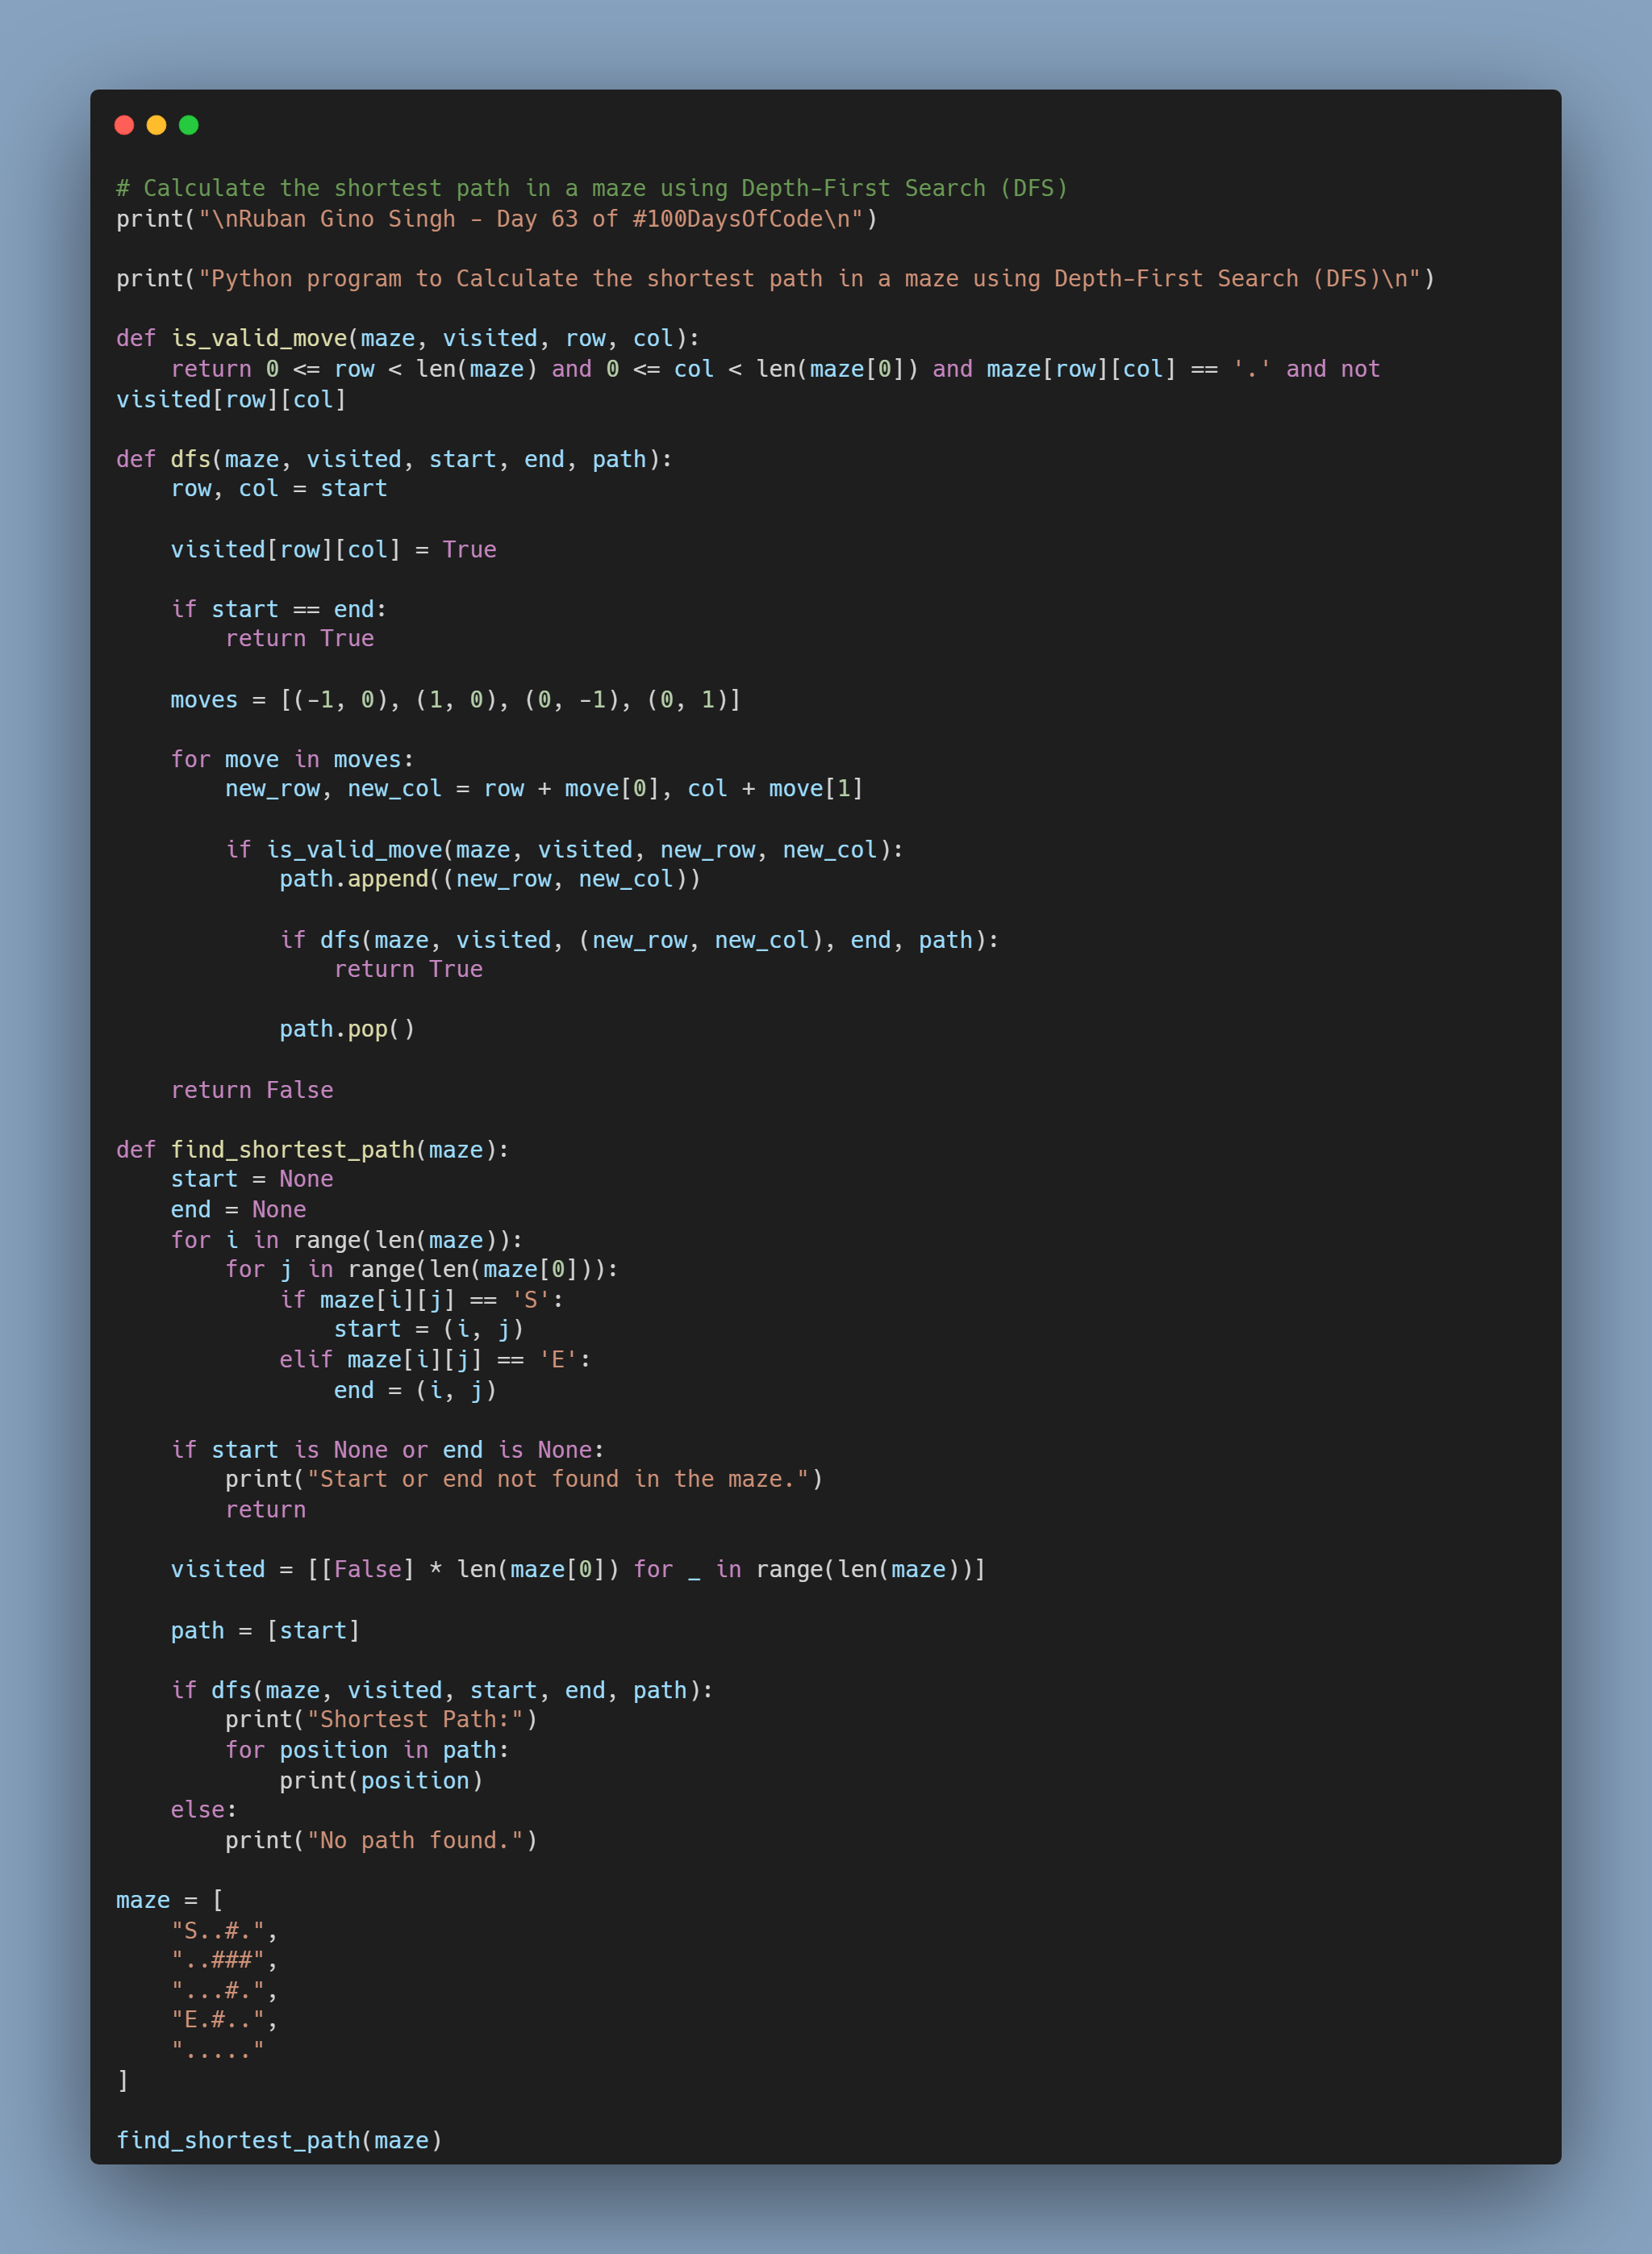 # Calculate the shortest path in a maze using Depth-First Search (DFS)
print("\nRuban Gino Singh - Day 63 of #100DaysOfCode\n")

print("Python program to Calculate the shortest path in a maze using Depth-First Search (DFS)\n")

def is_valid_move(maze, visited, row, col):
    return 0 <= row < len(maze) and 0 <= col < len(maze[0]) and maze[row][col] == '.' and not
visited[row][col]

def dfs(maze, visited, start, end, path):
    row, col = start

    visited[row][col] = True

    if start == end:
        return True

    moves = [(-1, 0), (1, 0), (0, -1), (0, 1)]

    for move in moves:
        new_row, new_col = row + move[0], col + move[1]

        if is_valid_move(maze, visited, new_row, new_col):
            path.append((new_row, new_col))

            if dfs(maze, visited, (new_row, new_col), end, path):
                return True

            path.pop()

    return False

def find_shortest_path(maze):
    start = None
    end = None
    for i in range(len(maze)):
        for j in range(len(maze[0])):
            if maze[i][j] == 'S':
                start = (i, j)
            elif maze[i][j] == 'E':
                end = (i, j)

    if start is None or end is None:
        print("Start or end not found in the maze.")
        return

    visited = [[False] * len(maze[0]) for _ in range(len(maze))]

    path = [start]

    if dfs(maze, visited, start, end, path):
        print("Shortest Path:")
        for position in path:
            print(position)
    else:
        print("No path found.")

maze = [
    "S..#.",
    "..###",
    "...#.",
    "E.#..",
    "....."
]

find_shortest_path(maze)